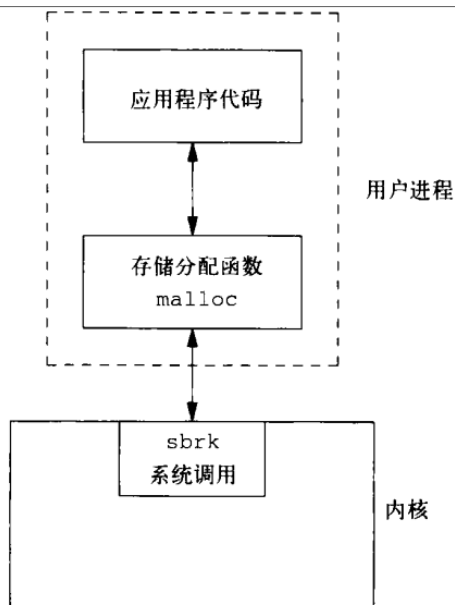 应用程序代码
用户进程
存储分配函数
malloc
sbrk
系统调用
内核